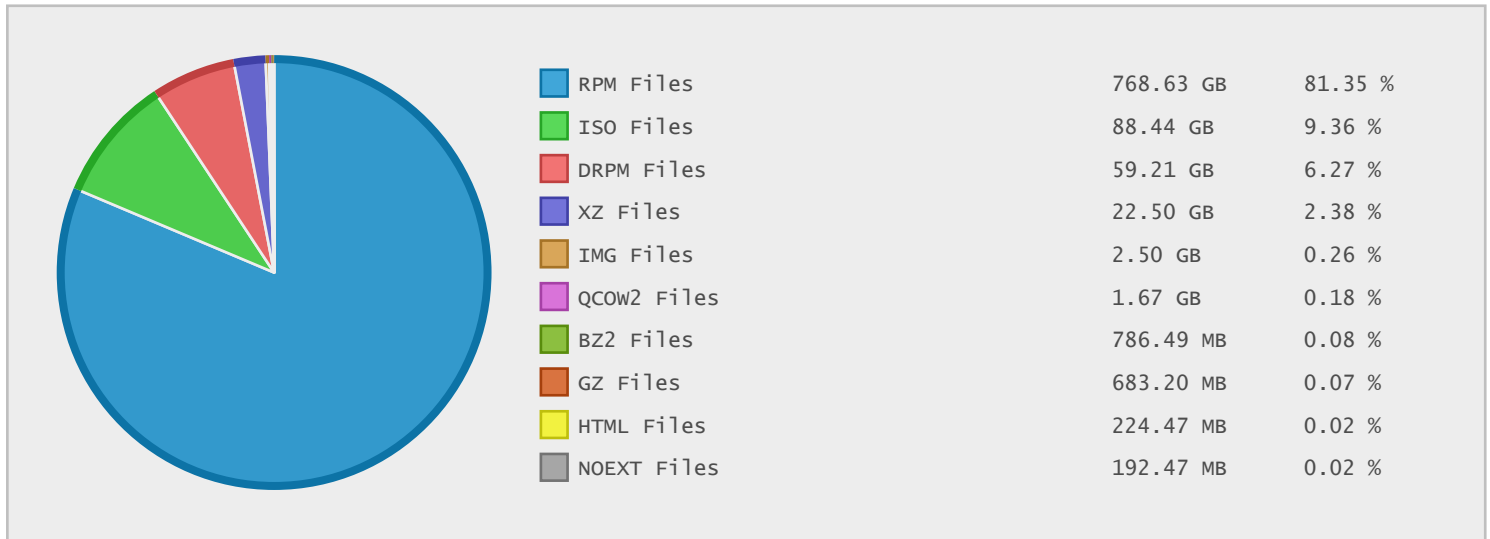 RPM Files 768.63 GB 81.35 %
ISO Files 88.44 GB 9.36 %
DRPM Files 59.21 GB 6.27 %
XZ Files 22.50 GB 2.38 %
IMG Files 2.50 GB 0.26 %
QCOW2 Files 1.67 GB 0.18 %
BZ2 Files 786.49 MB 0.08 %
GZ Files 683.20 MB 0.07 %
HTML Files 224.47 MB 0.02 %
NOEXT Files 192.47 MB 0.02 %